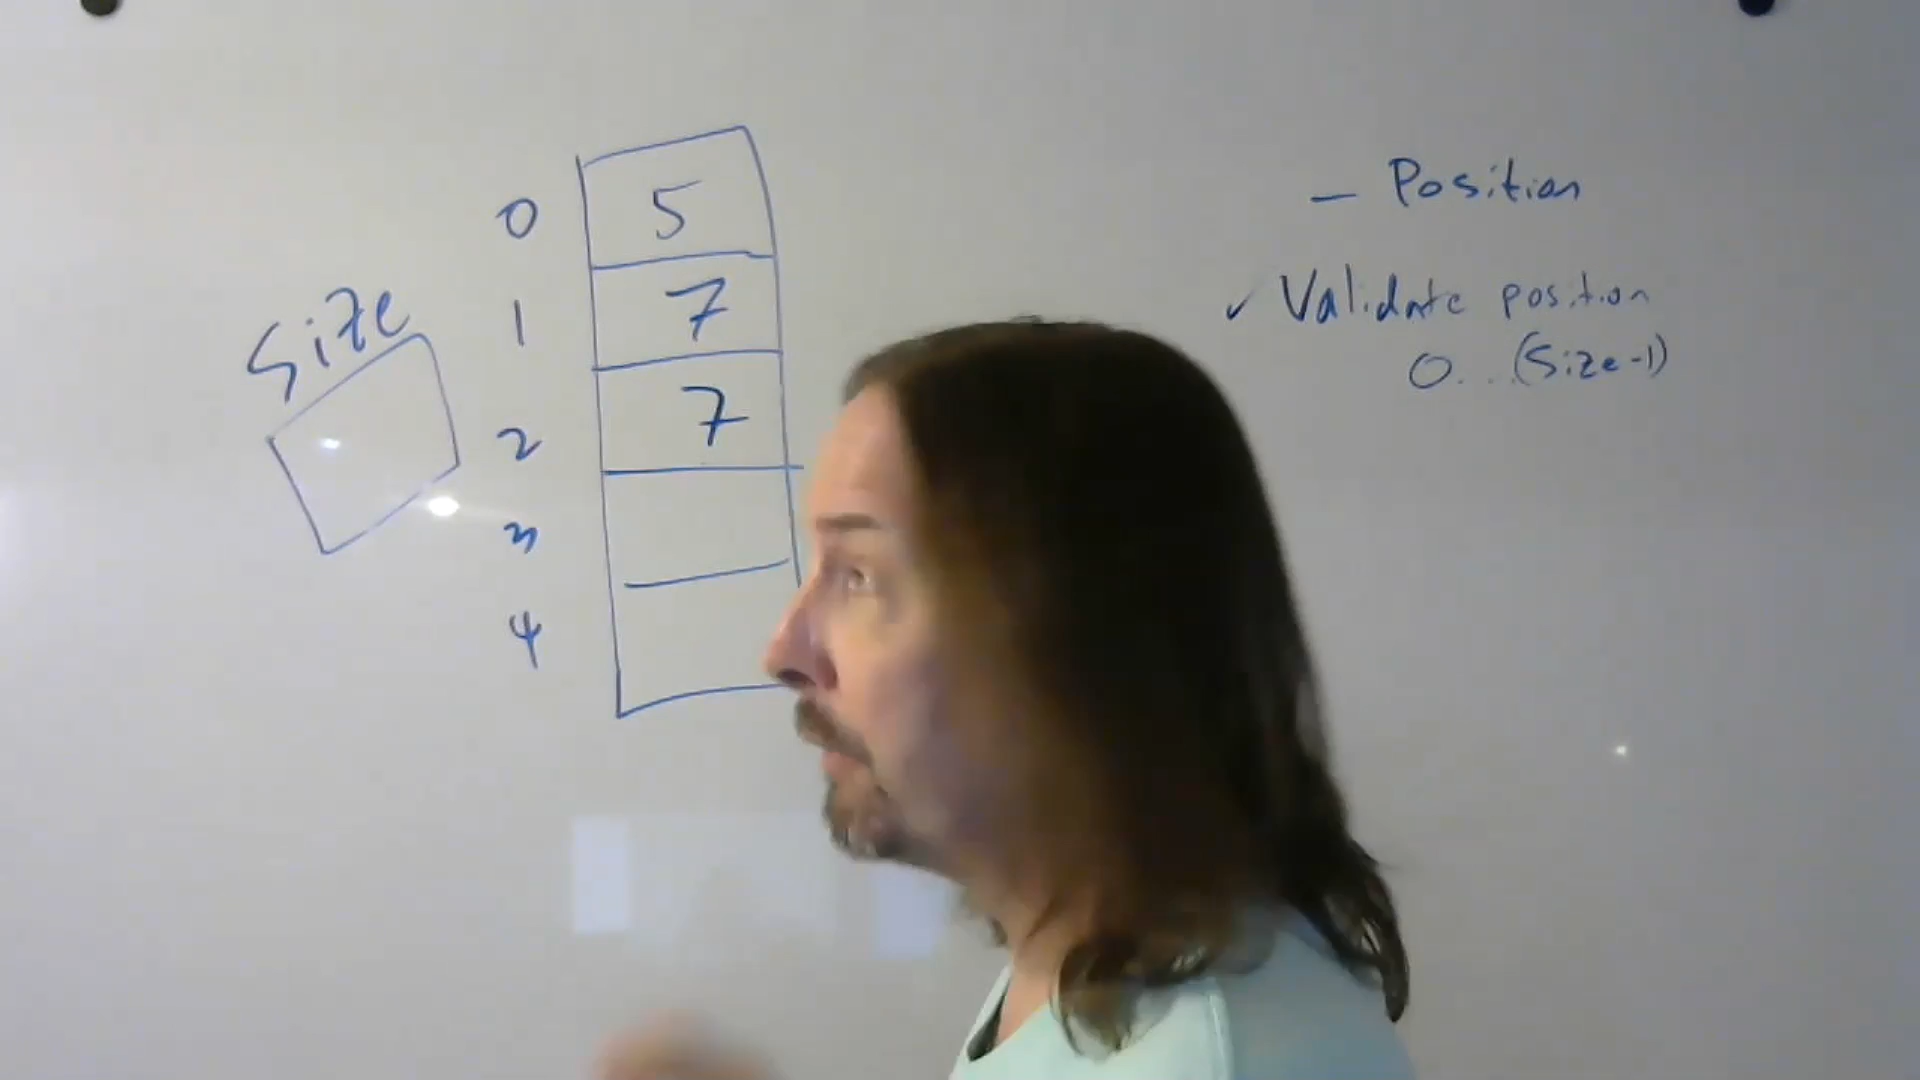 Size
0 5
1 7
2 7
3
4
– Position
✓ Validate position
0...(Size-1)